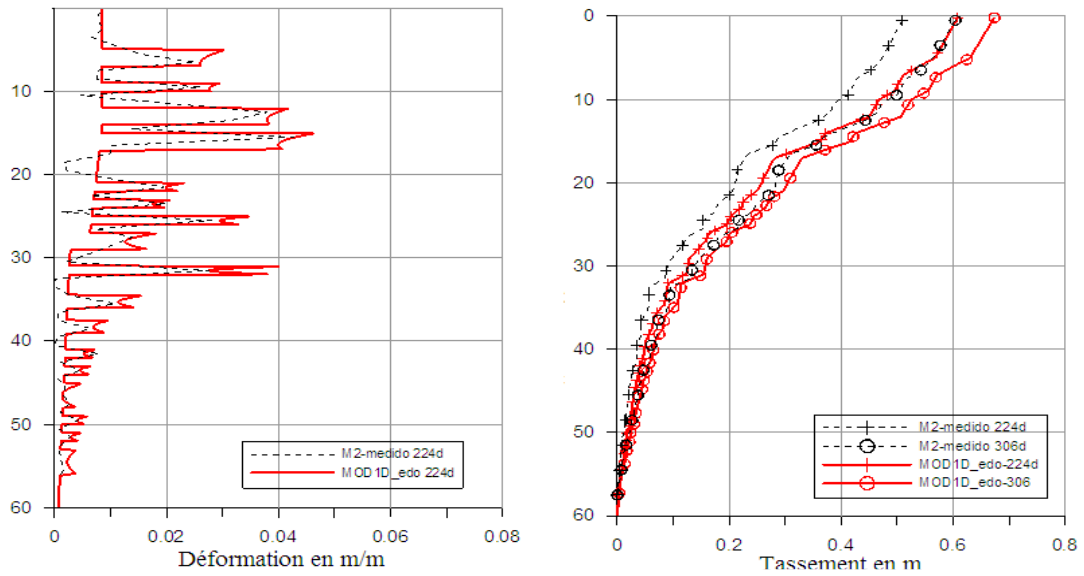 10
20
30
40
50
60
0
0.02
0.04
0.06
0.08
Déformation en m/m
M2-medido 224d
MOD1D_edo 224d
0
10
20
30
40
50
60
0
0.2
0.4
0.6
0.8
Tassement en m
M2-medido 224d
M2-medido 306d
MOD1D_edo-224d
MOD1D_edo-306